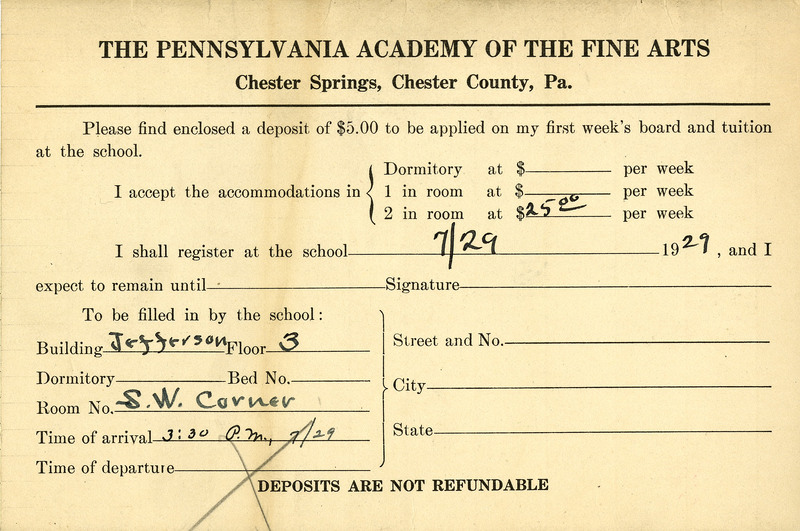 THE PENNSYLVANIA ACADEMY OF THE FINE ARTS
Chester Springs, Chester County, Pa.
Please find enclosed a deposit of $5.00 to be applied on my first week's board and tuition
at the school.
I accept the accommodations in
Dormitory at $ per week
1 in room at $ per week
2 in room at $25 00 per week
I shall register at the school 7/29 1929, and I
expect to remain until Signature
To be filled in by the school:
Building Jefferson Floor 3
Dormitory Bed No.
Room No. S.W. Corner
Time of arrival 3:30 P.M., 7/29
Time of departure
Street and No.
City
State
DEPOSITS ARE NOT REFUNDABLE